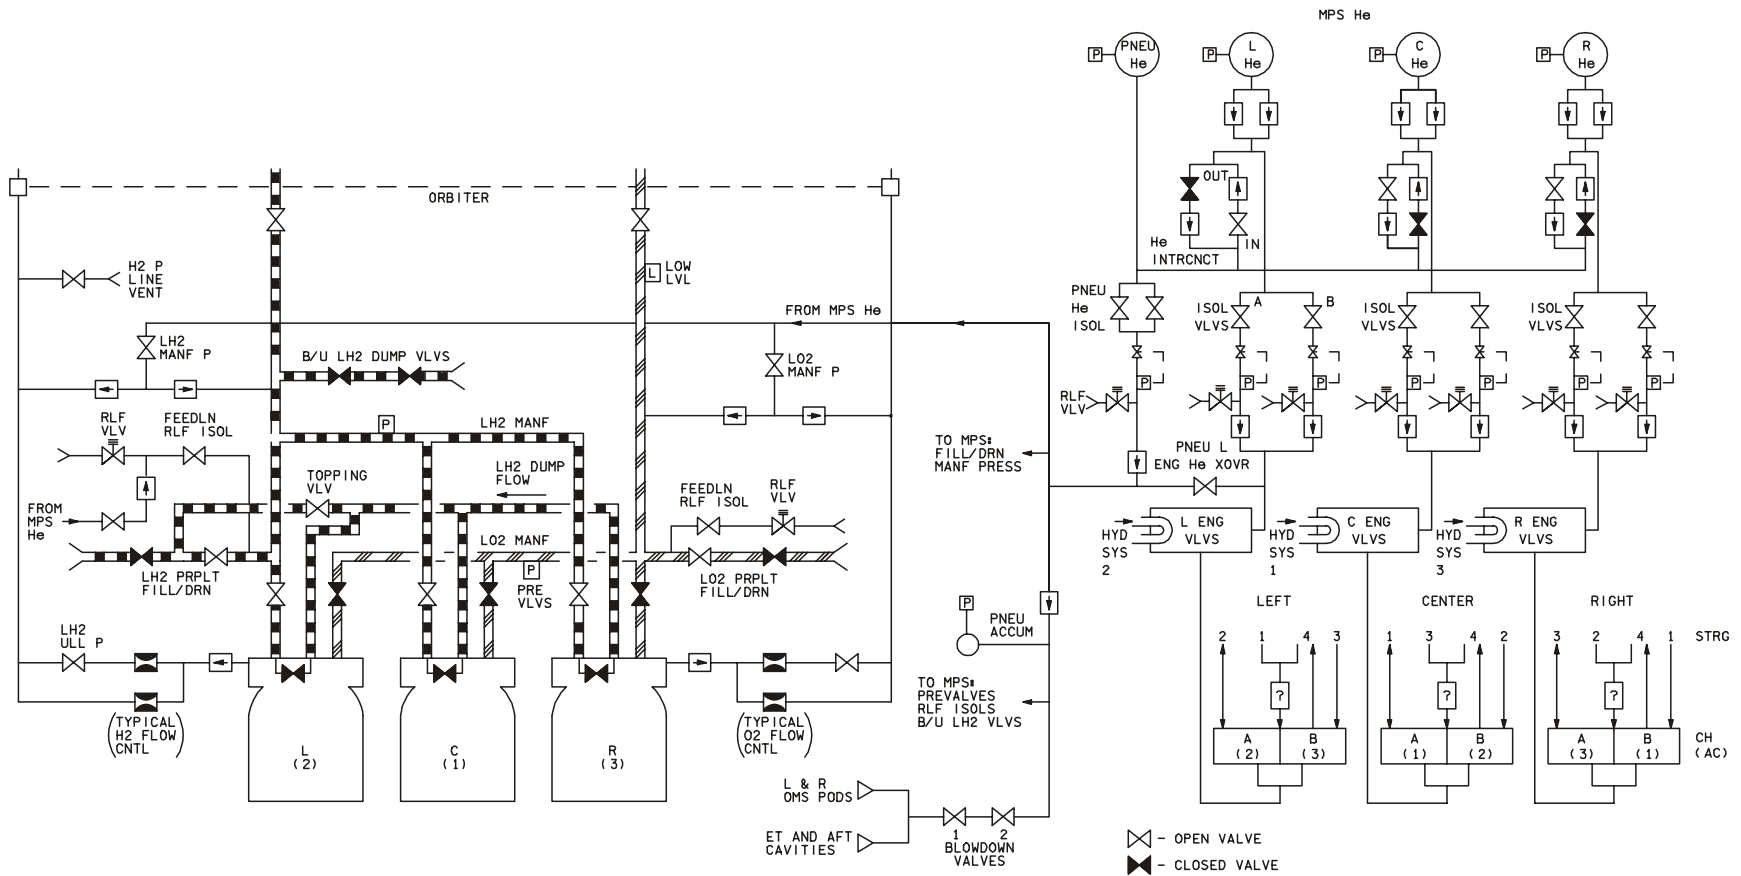 MPS He
PNEU
He
P
L
He
P
C
He
P
R
He
P
OUT
IN
He
INTRCNCT
ORBITER
H2 P
LINE
VENT
L
LOW
LVL
FROM MPS He
LH2
MANF P
B/U LH2 DUMP VLVS
LO2
MANF P
PNEU
He
ISOL
ISOL
VLVS
A
B
ISOL
VLVS
ISOL
VLVS
P
P
P
P
P
P
P
RLF
VLV
RLF
VLV
FEEDLN
RLF ISOL
P
LH2 MANF
TO MPS:
FILL/DRN
MANF PRESS
PNEU L
ENG He XOVR
TOPPING
VLV
LH2 DUMP
FLOW
FEEDLN
RLF ISOL
RLF
VLV
FROM
MPS
He
LO2 MANF
P
PRE
VLVS
LH2 PRPLT
FILL/DRN
LO2 PRPLT
FILL/DRN
HYD
SYS
2
L ENG
VLVS
HYD
SYS
1
C ENG
VLVS
HYD
SYS
3
R ENG
VLVS
LEFT
CENTER
RIGHT
P
PNEU
ACCUM
LH2
ULL P
2 1 4 3
1 3 4 2
3 2 4 1
STRG
?
?
?
TO MPS:
PREVALVES
RLF ISOLS
B/U LH2 VLVS
(TYPICAL
H2 FLOW
CNTL)
(TYPICAL
O2 FLOW
CNTL)
L
(2)
C
(1)
R
(3)
A
(2)
B
(3)
A
(1)
B
(2)
A
(3)
B
(1)
CH
(AC)
L & R
OMS PODS
ET AND AFT
CAVITIES
1 2
BLOWDOWN
VALVES
- OPEN VALVE
- CLOSED VALVE